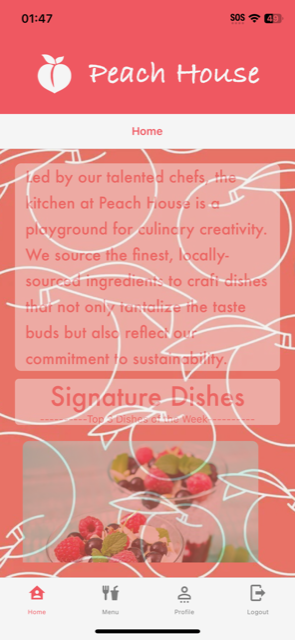 01:47
SOS
Peach House
Home
Led by our talented chefs, the
kitchen at Peach House is a
playground for culinary creativity.
We source the finest, locally-
sourced ingredients to craft dishes
that not only tantalize the taste
buds but also reflect our
commitment to sustainability.
Signature Dishes
----------Top 3 Dishes of the Week----------
Home Menu Profile Logout